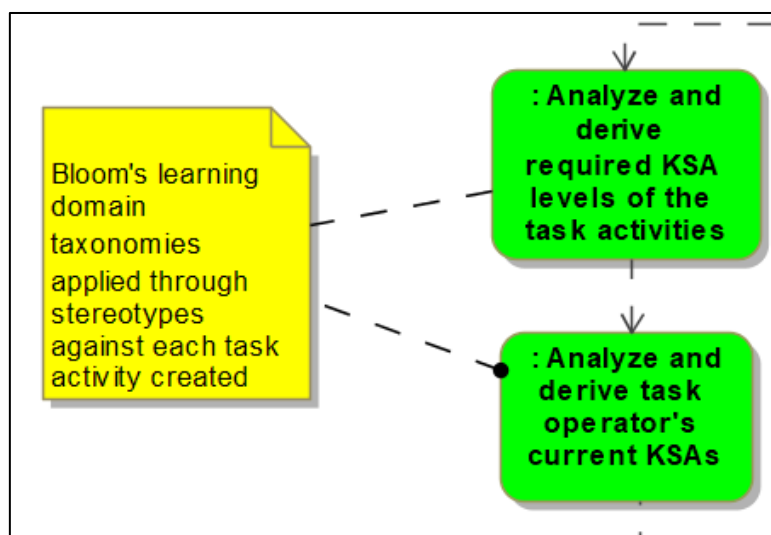 Bloom's learning
domain
taxonomies
applied through
stereotypes
against each task
activity created
: Analyze and
derive
required KSA
levels of the
task activities
: Analyze and
derive task
operator's
current KSAs